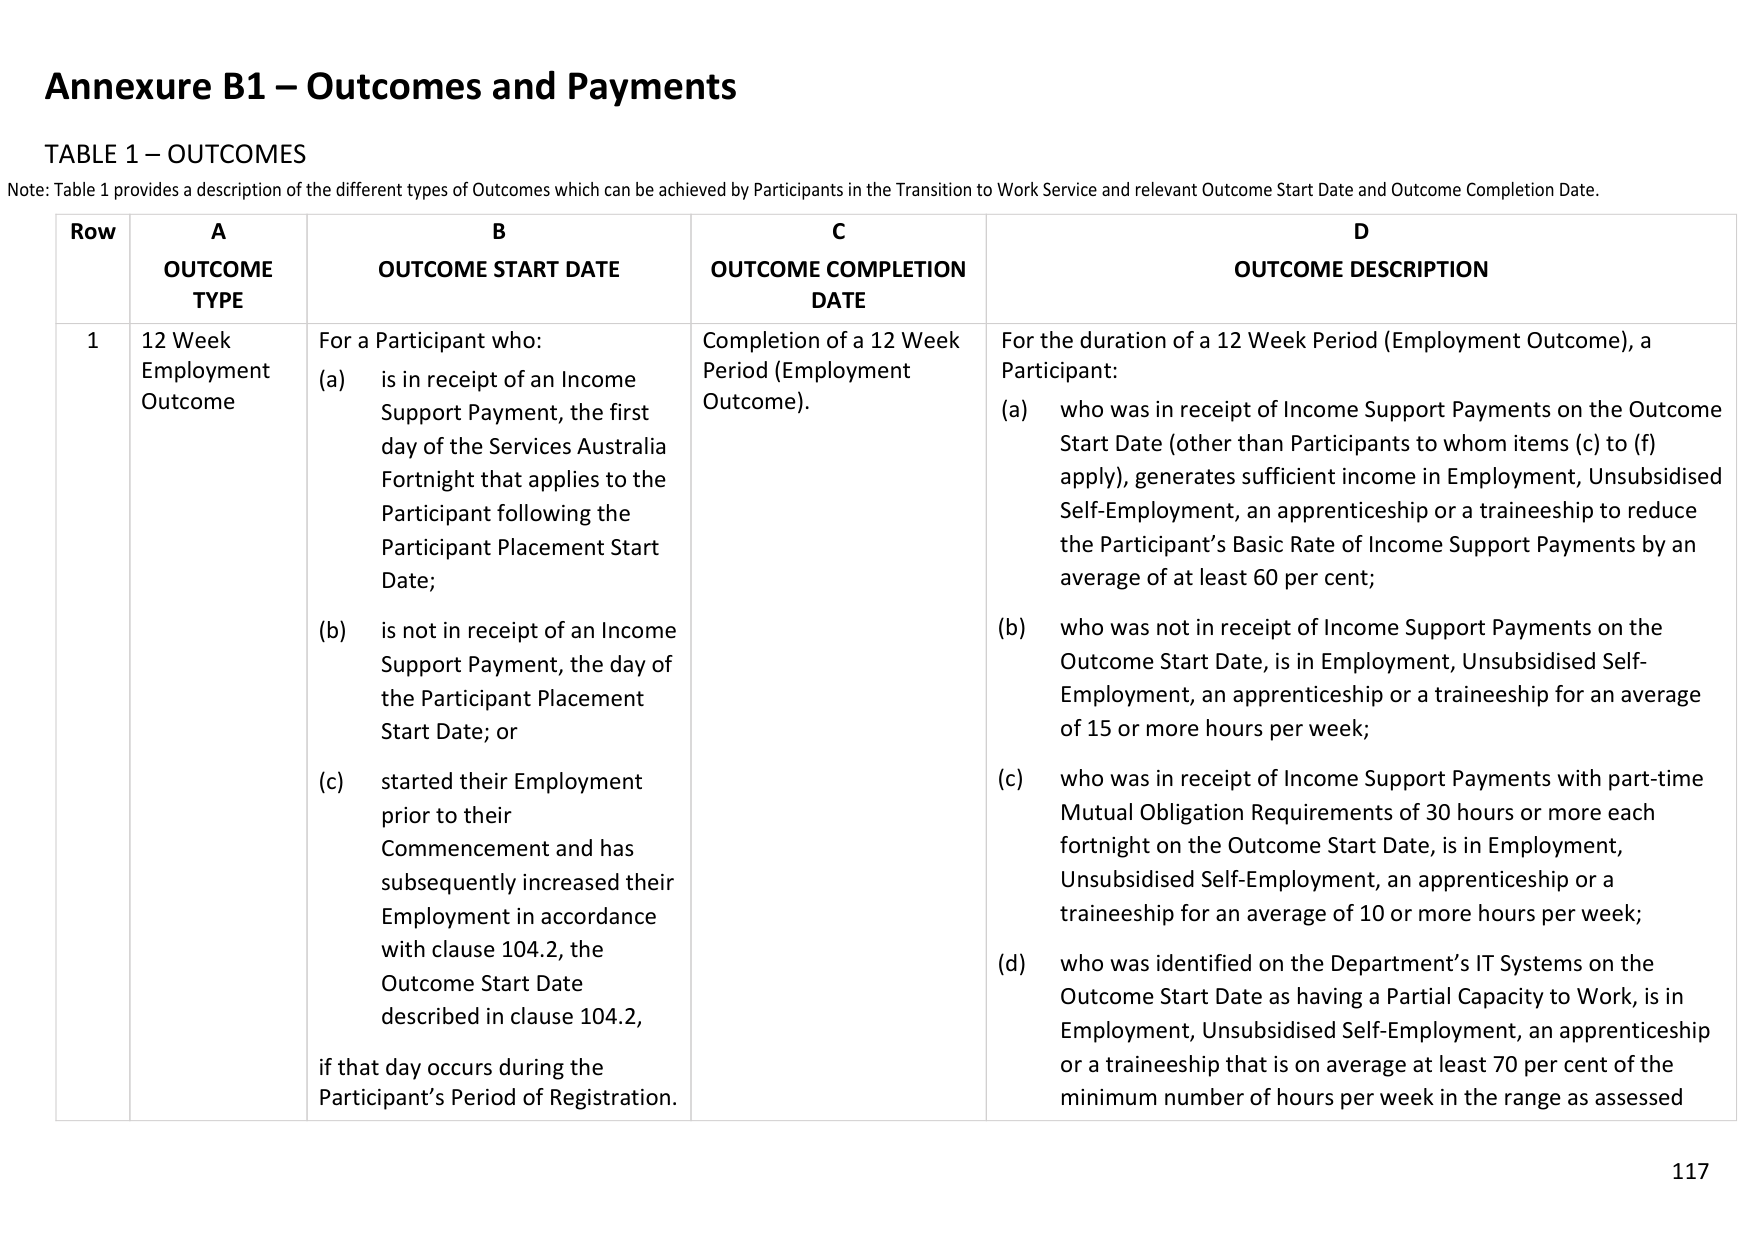 Annexure B1 – Outcomes and Payments
TABLE 1 – OUTCOMES
Note: Table 1 provides a description of the different types of Outcomes which can be achieved by Participants in the Transition to Work Service and relevant Outcome Start Date and Outcome Completion Date.
Row
A
OUTCOME
TYPE
B
OUTCOME START DATE
C
OUTCOME COMPLETION
DATE
D
OUTCOME DESCRIPTION
1
12 Week
Employment
Outcome
For a Participant who:
(a) is in receipt of an Income
Support Payment, the first
day of the Services Australia
Fortnight that applies to the
Participant following the
Participant Placement Start
Date;
(b) is not in receipt of an Income
Support Payment, the day of
the Participant Placement
Start Date; or
(c) started their Employment
prior to their
Commencement and has
subsequently increased their
Employment in accordance
with clause 104.2, the
Outcome Start Date
described in clause 104.2,
if that day occurs during the
Participant’s Period of Registration.
Completion of a 12 Week
Period (Employment
Outcome).
For the duration of a 12 Week Period (Employment Outcome), a
Participant:
(a) who was in receipt of Income Support Payments on the Outcome
Start Date (other than Participants to whom items (c) to (f)
apply), generates sufficient income in Employment, Unsubsidised
Self-Employment, an apprenticeship or a traineeship to reduce
the Participant’s Basic Rate of Income Support Payments by an
average of at least 60 per cent;
(b) who was not in receipt of Income Support Payments on the
Outcome Start Date, is in Employment, Unsubsidised Self-
Employment, an apprenticeship or a traineeship for an average
of 15 or more hours per week;
(c) who was in receipt of Income Support Payments with part-time
Mutual Obligation Requirements of 30 hours or more each
fortnight on the Outcome Start Date, is in Employment,
Unsubsidised Self-Employment, an apprenticeship or a
traineeship for an average of 10 or more hours per week;
(d) who was identified on the Department’s IT Systems on the
Outcome Start Date as having a Partial Capacity to Work, is in
Employment, Unsubsidised Self-Employment, an apprenticeship
or a traineeship that is on average at least 70 per cent of the
minimum number of hours per week in the range as assessed
117